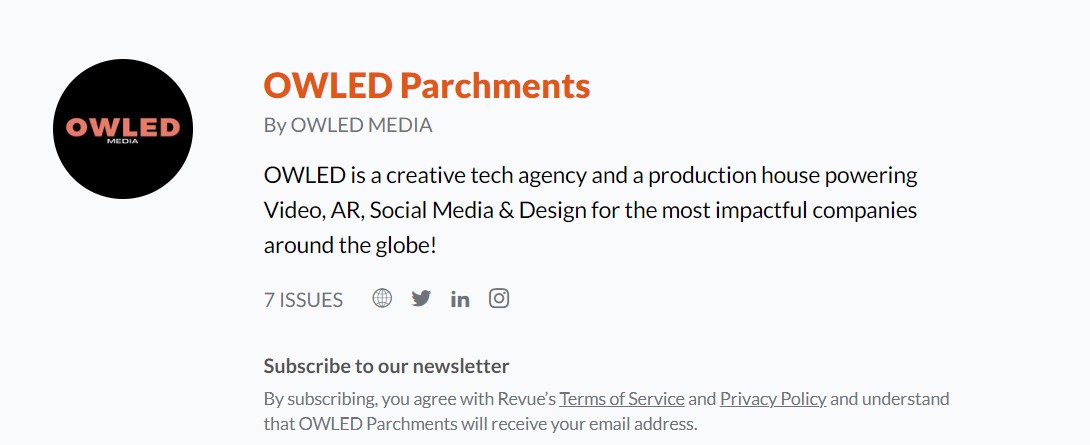 OWLED
MEDIA
OWLED Parchments
By OWLED MEDIA
OWLED is a creative tech agency and a production house powering
Video, AR, Social Media & Design for the most impactful companies
around the globe!
7 ISSUES
in
Subscribe to our newsletter
By subscribing, you agree with Revue’s Terms of Service and Privacy Policy and understand
that OWLED Parchments will receive your email address.